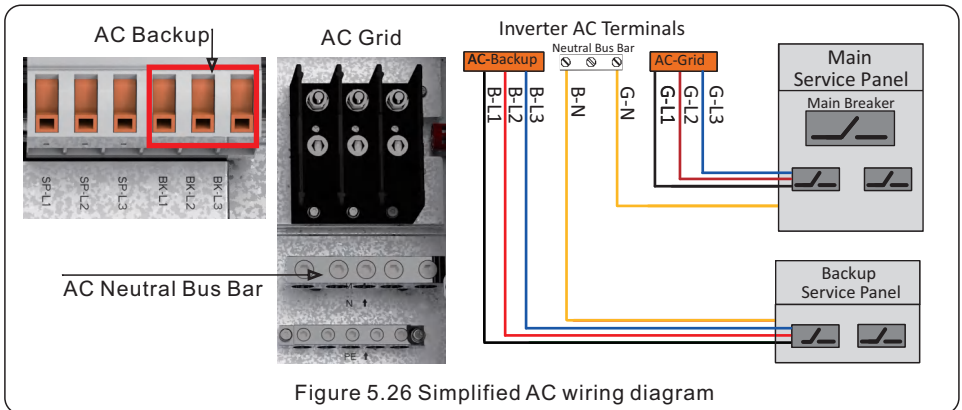 AC Backup
AC Grid
SP-L1
SP-L2
SP-L3
BK-L1
BK-L2
BK-L3
AC Neutral Bus Bar
N
PE
Inverter AC Terminals
AC-Backup
Neutral Bus Bar
AC-Grid
B-L1
B-L2
B-L3
B-N
G-N
G-L1
G-L2
G-L3
Main
Service Panel
Main Breaker
Backup
Service Panel
Figure 5.26 Simplified AC wiring diagram